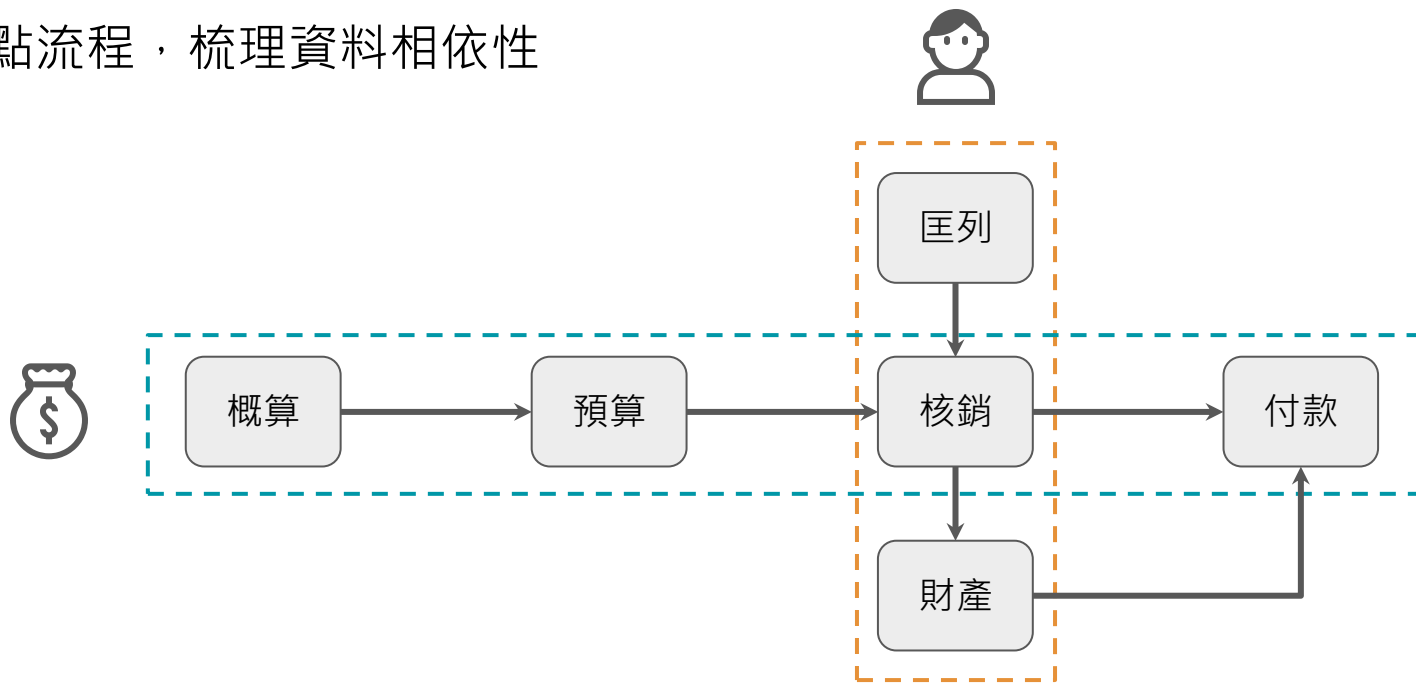 點流程，梳理資料相依性
匡列
概算
預算
核銷
付款
財產